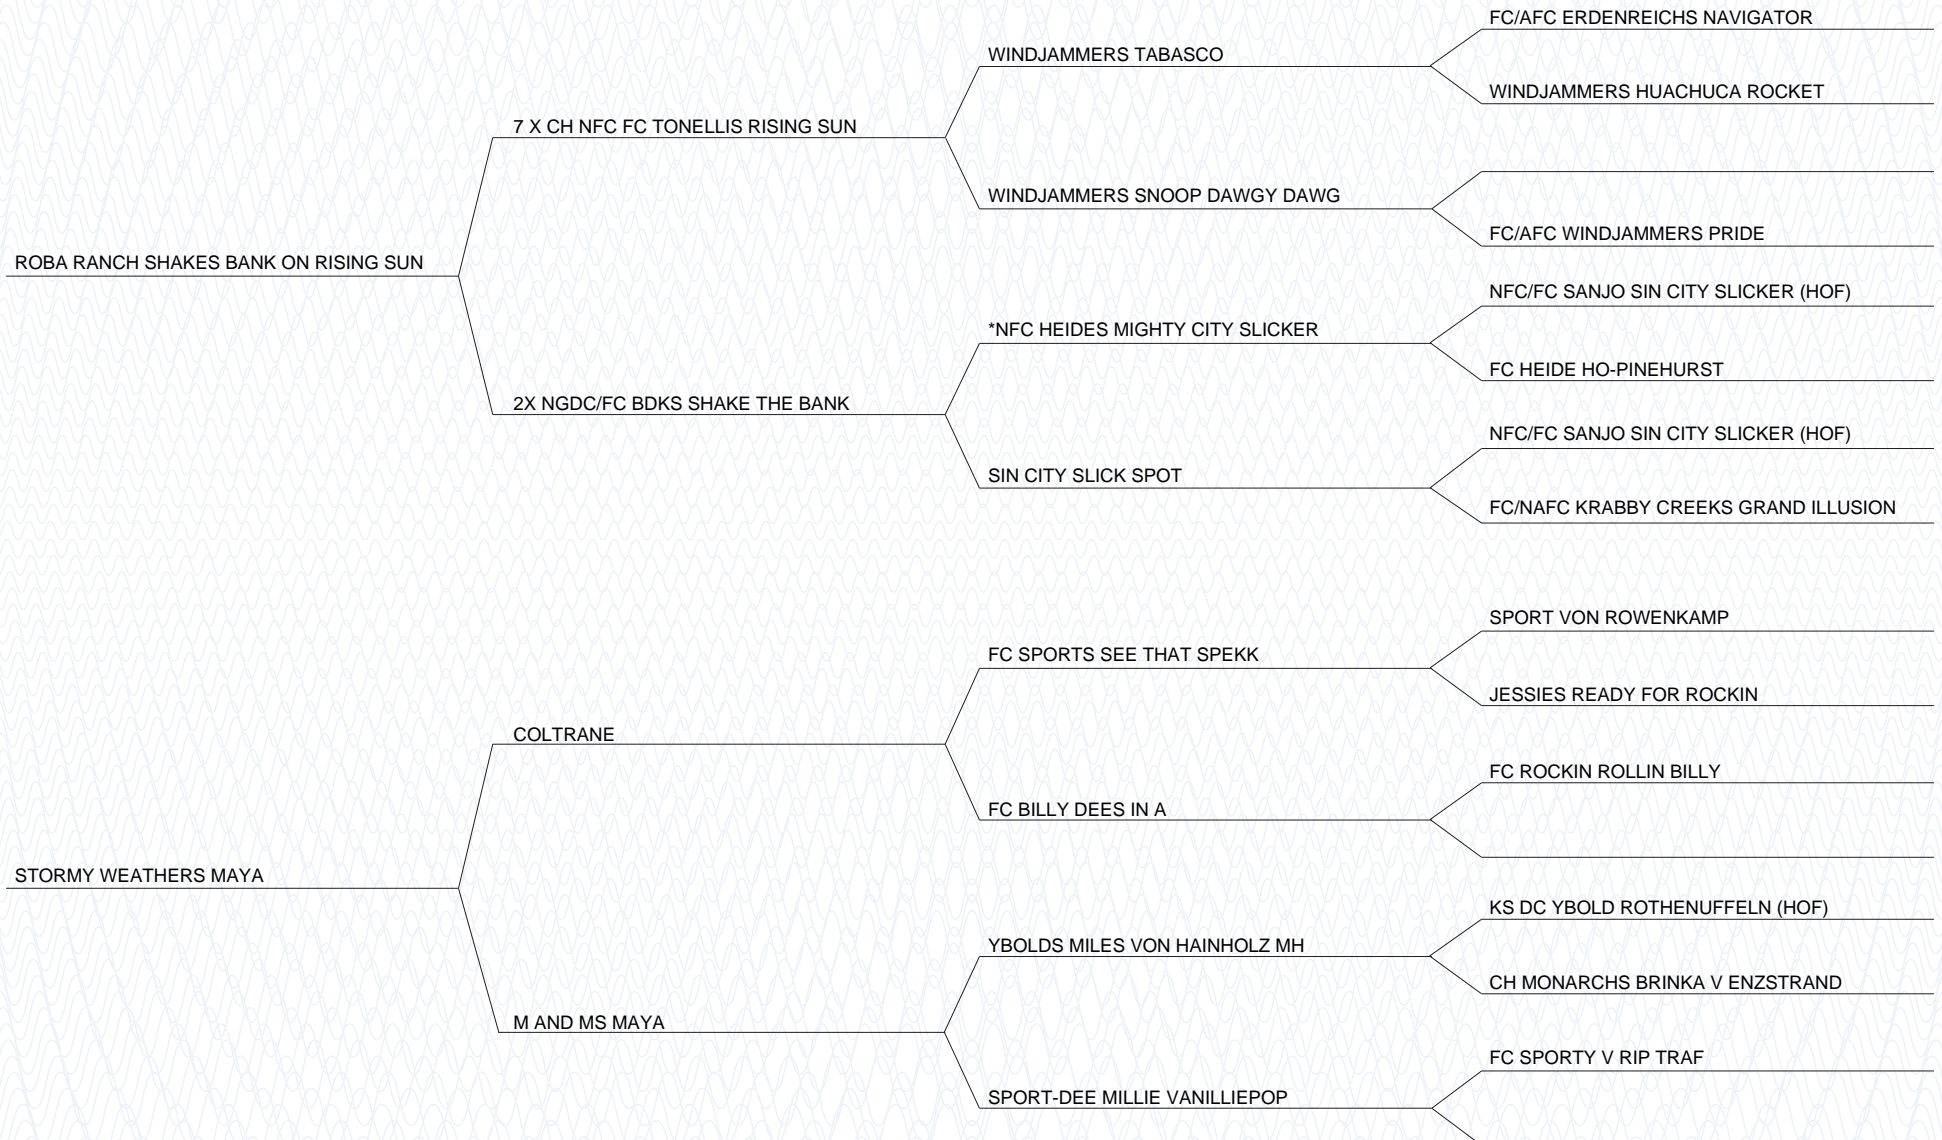 FC/AFC ERDENREICHS NAVIGATOR
WINDJAMMERS TABASCO
WINDJAMMERS HUACHUCA ROCKET
7 X CH NFC FC TONELLIS RISING SUN
WINDJAMMERS SNOOP DAWGY DAWG
FC/AFC WINDJAMMERS PRIDE
ROBA RANCH SHAKES BANK ON RISING SUN
NFC/FC SANJO SIN CITY SLICKER (HOF)
*NFC HEIDES MIGHTY CITY SLICKER
FC HEIDE HO-PINEHURST
2X NGDC/FC BDKS SHAKE THE BANK
NFC/FC SANJO SIN CITY SLICKER (HOF)
SIN CITY SLICK SPOT
FC/NAFC KRABBY CREEKS GRAND ILLUSION
SPORT VON ROWENKAMP
FC SPORTS SEE THAT SPEKK
JESSIES READY FOR ROCKIN
COLTRANE
FC ROCKIN ROLLIN BILLY
FC BILLY DEES IN A
STORMY WEATHERS MAYA
KS DC YBOLD ROTHENUFFELN (HOF)
YBOLDS MILES VON HAINHOLZ MH
CH MONARCHS BRINKA V ENZSTRAND
M AND MS MAYA
FC SPORTY V RIP TRAF
SPORT-DEE MILLIE VANILLIEPOP